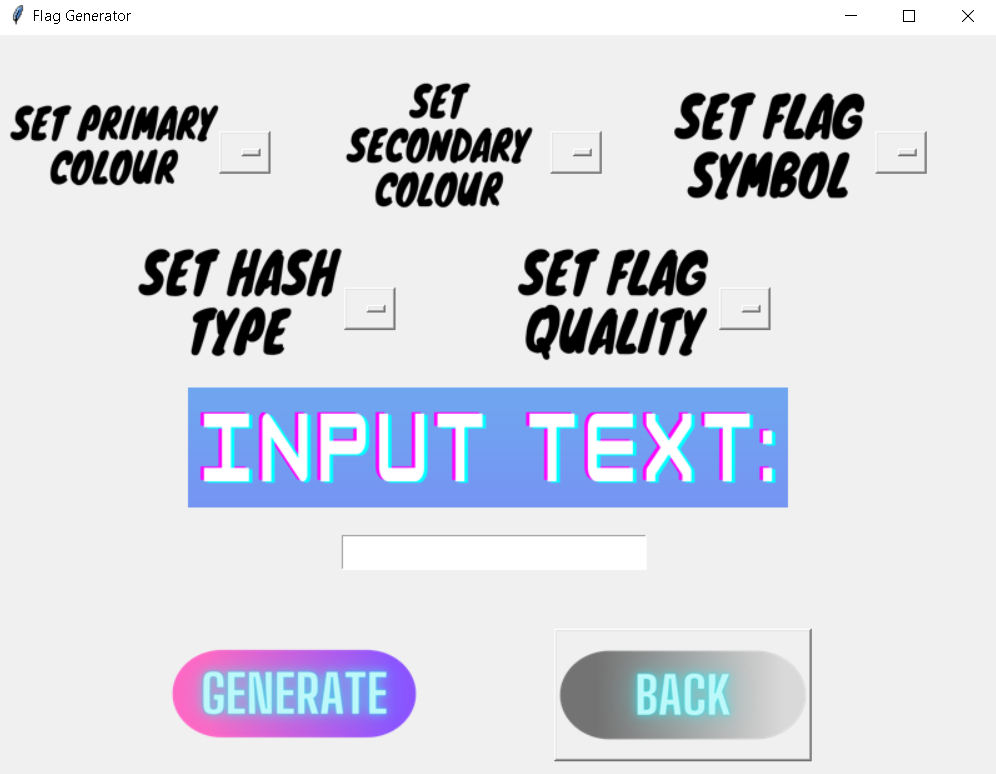 Flag Generator
SET PRIMARY
COLOUR
SET
SECONDARY
COLOUR
SET FLAG
SYMBOL
SET HASH
TYPE
SET FLAG
QUALITY
INPUT TEXT:
GENERATE
BACK